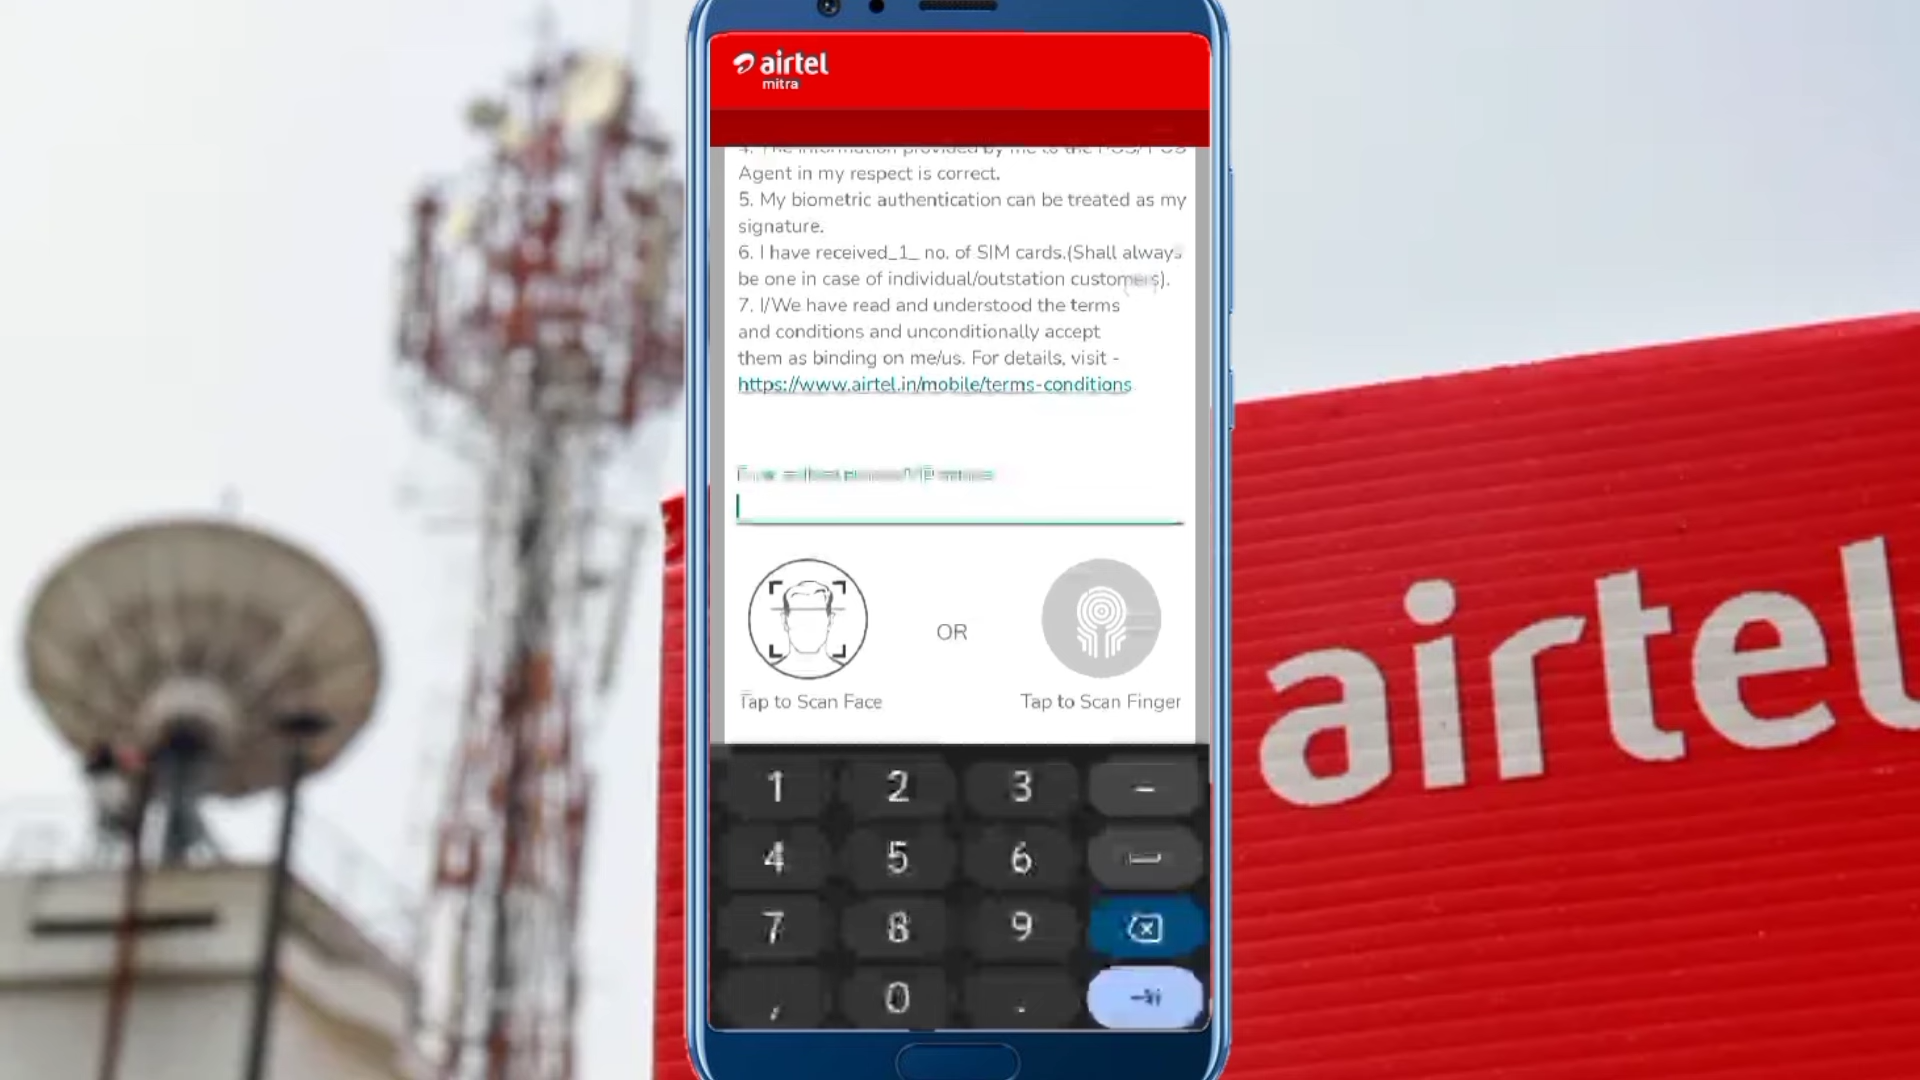 airtel
mitra
Agent in my respect is correct.
5. My biometric authentication can be treated as my
signature.
6. I have received_1_ no. of SIM cards.(Shall always
be one in case of individual/outstation customers).
7. I/We have read and understood the terms
and conditions and unconditionally accept
them as binding on me/us. For details, visit -
https://www.airtel.in/mobile/terms-conditions
OR
Tap to Scan Face
Tap to Scan Finger
1 2 3 -
4 5 6
7 8 9
, 0 .
airtel